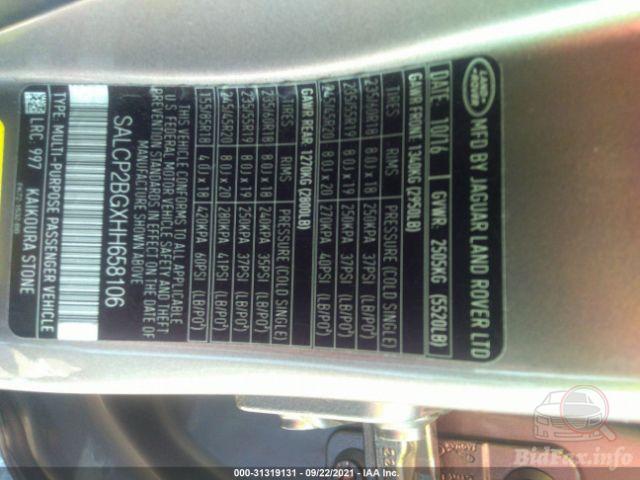 LAND
ROVER
MFD BY JAGUAR LAND ROVER LTD
DATE: 10/16 GVWR: 2505KG (5520LB)
GAWR FRONT 1340KG (2950LB)
TIRES RIMS PRESSURE (COLD SINGLE)
235/60R18 8.0J x 18 250KPA 37PSI (LB/PO²)
235/55R19 8.0J x 19 250KPA 37PSI (LB/PO²)
245/45R20 8.0J x 20 270KPA 40PSI (LB/PO²)
GAWR REAR 1270KG (2800LB)
TIRES RIMS PRESSURE (COLD SINGLE)
235/60R18 8.0J x 18 240KPA 35PSI (LB/PO²)
235/55R19 8.0J x 19 250KPA 37PSI (LB/PO²)
245/45R20 8.0J x 20 280KPA 41PSI (LB/PO²)
T155/85R18 4.0J x 18 420KPA 60PSI (LB/PO²)
THIS VEHICLE CONFORMS TO ALL APPLICABLE
U.S. FEDERAL MOTOR VEHICLE SAFETY AND THEFT
PREVENTION STANDARDS IN EFFECT ON THE DATE OF
MANUFACTURE SHOWN ABOVE
SALCP2BGXHH658106
TYPE: MULTI-PURPOSE PASSENGER VEHICLE
LRC 997 KAIKOURA STONE
000-31319131 - 09/22/2021 - IAA Inc.
BidFax.info